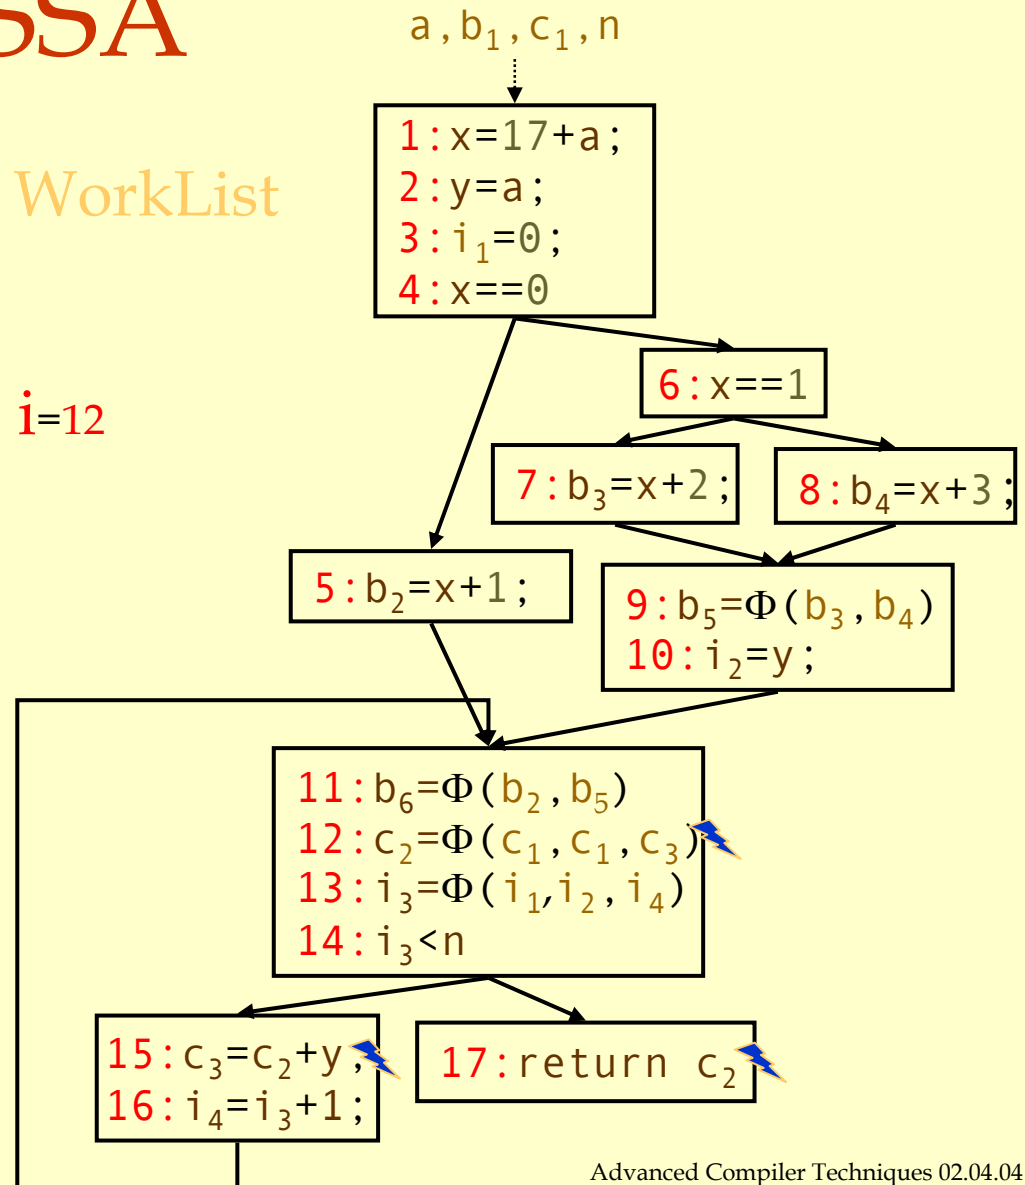 SSA
a,b₁,c₁,n
1:x=17+a;
2:y=a;
3:i₁=0;
4:x==0
WorkList
6:x==1
i=12
7:b₃=x+2;
8:b₄=x+3;
5:b₂=x+1;
9:b₅=Φ(b₃,b₄)
10:i₂=y;
11:b₆=Φ(b₂,b₅)
12:c₂=Φ(c₁,c₁,c₃)
13:i₃=Φ(i₁,i₂,i₄)
14:i₃<n
15:c₃=c₂+y;
16:i₄=i₃+1;
17:return c₂
Advanced Compiler Techniques 02.04.04